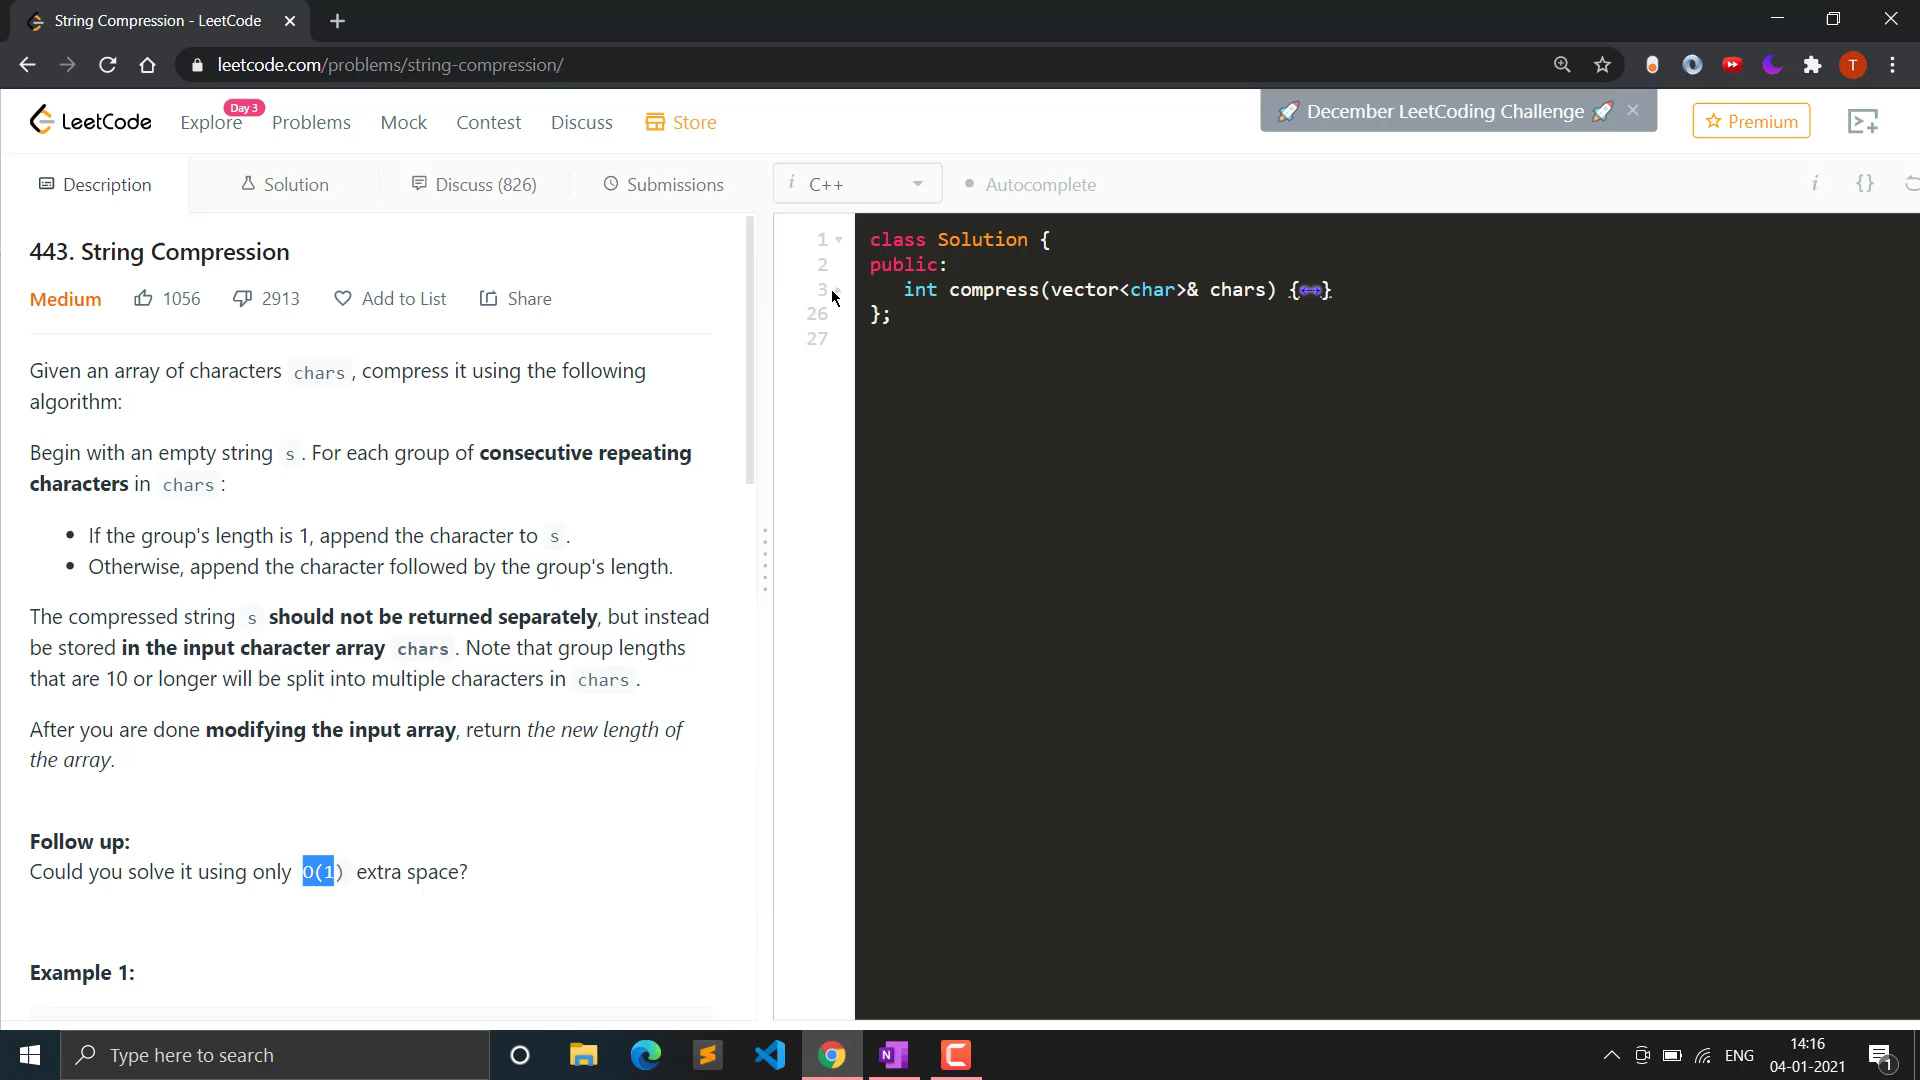 String Compression - LeetCode
leetcode.com/problems/string-compression/
T
LeetCode
Explore
Day 3
Problems
Mock
Contest
Discuss
Store
🚀 December LeetCoding Challenge 🚀
Premium
Description
Solution
Discuss (826)
Submissions
i C++
Autocomplete
i {}
443. String Compression
Medium
1056
2913
Add to List
Share
Given an array of characters chars, compress it using the following
algorithm:
Begin with an empty string s. For each group of consecutive repeating
characters in chars:
• If the group's length is 1, append the character to s.
• Otherwise, append the character followed by the group's length.
The compressed string s should not be returned separately, but instead
be stored in the input character array chars. Note that group lengths
that are 10 or longer will be split into multiple characters in chars.
After you are done modifying the input array, return the new length of
the array.
Follow up:
Could you solve it using only O(1) extra space?
Example 1:
1 class Solution {
2 public:
3 int compress(vector<char>& chars) {↔}
26 };
27
Type here to search
N
ENG
14:16
04-01-2021
1